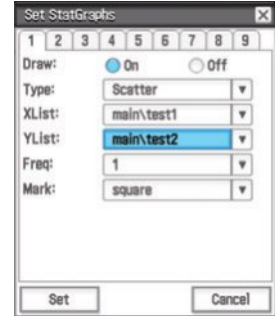 Set StatGraphs
1 2 3 4 5 6 7 8 9
Draw: On Off
Type: Scatter
XList: main\test1
YList: main\test2
Freq: 1
Mark: square
Set Cancel